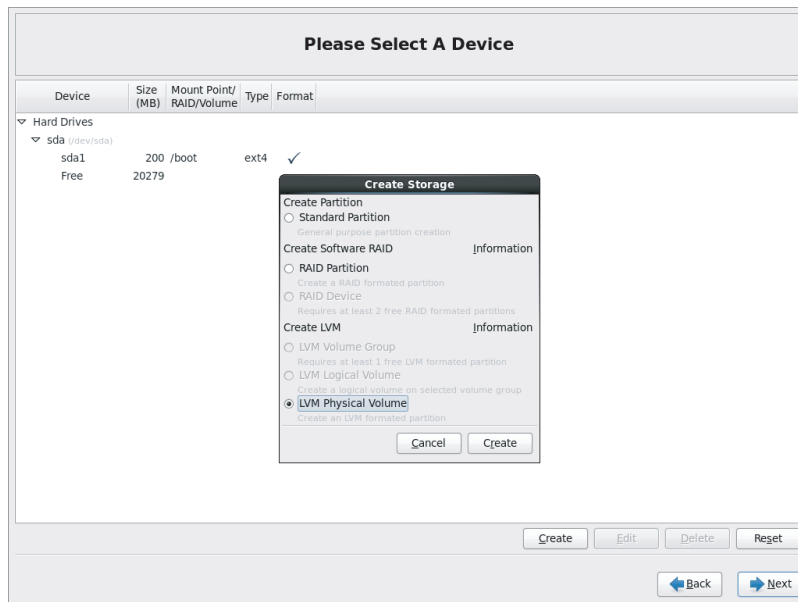 Please Select A Device
Device
Size (MB)
Mount Point/ RAID/Volume
Type
Format
Hard Drives
sda (/dev/sda)
sda1 200 /boot ext4
Free 20279
Create Storage
Create Partition
Standard Partition
General purpose partition creation
Create Software RAID Information
RAID Partition
Create a RAID formated partition
RAID Device
Requires at least 2 free RAID formated partitions
Create LVM Information
LVM Volume Group
Requires at least 1 free LVM formated partition
LVM Logical Volume
Create a logical volume on selected volume group
LVM Physical Volume
Create an LVM formated partition
Cancel Create
Create Edit Delete Reset
Back Next